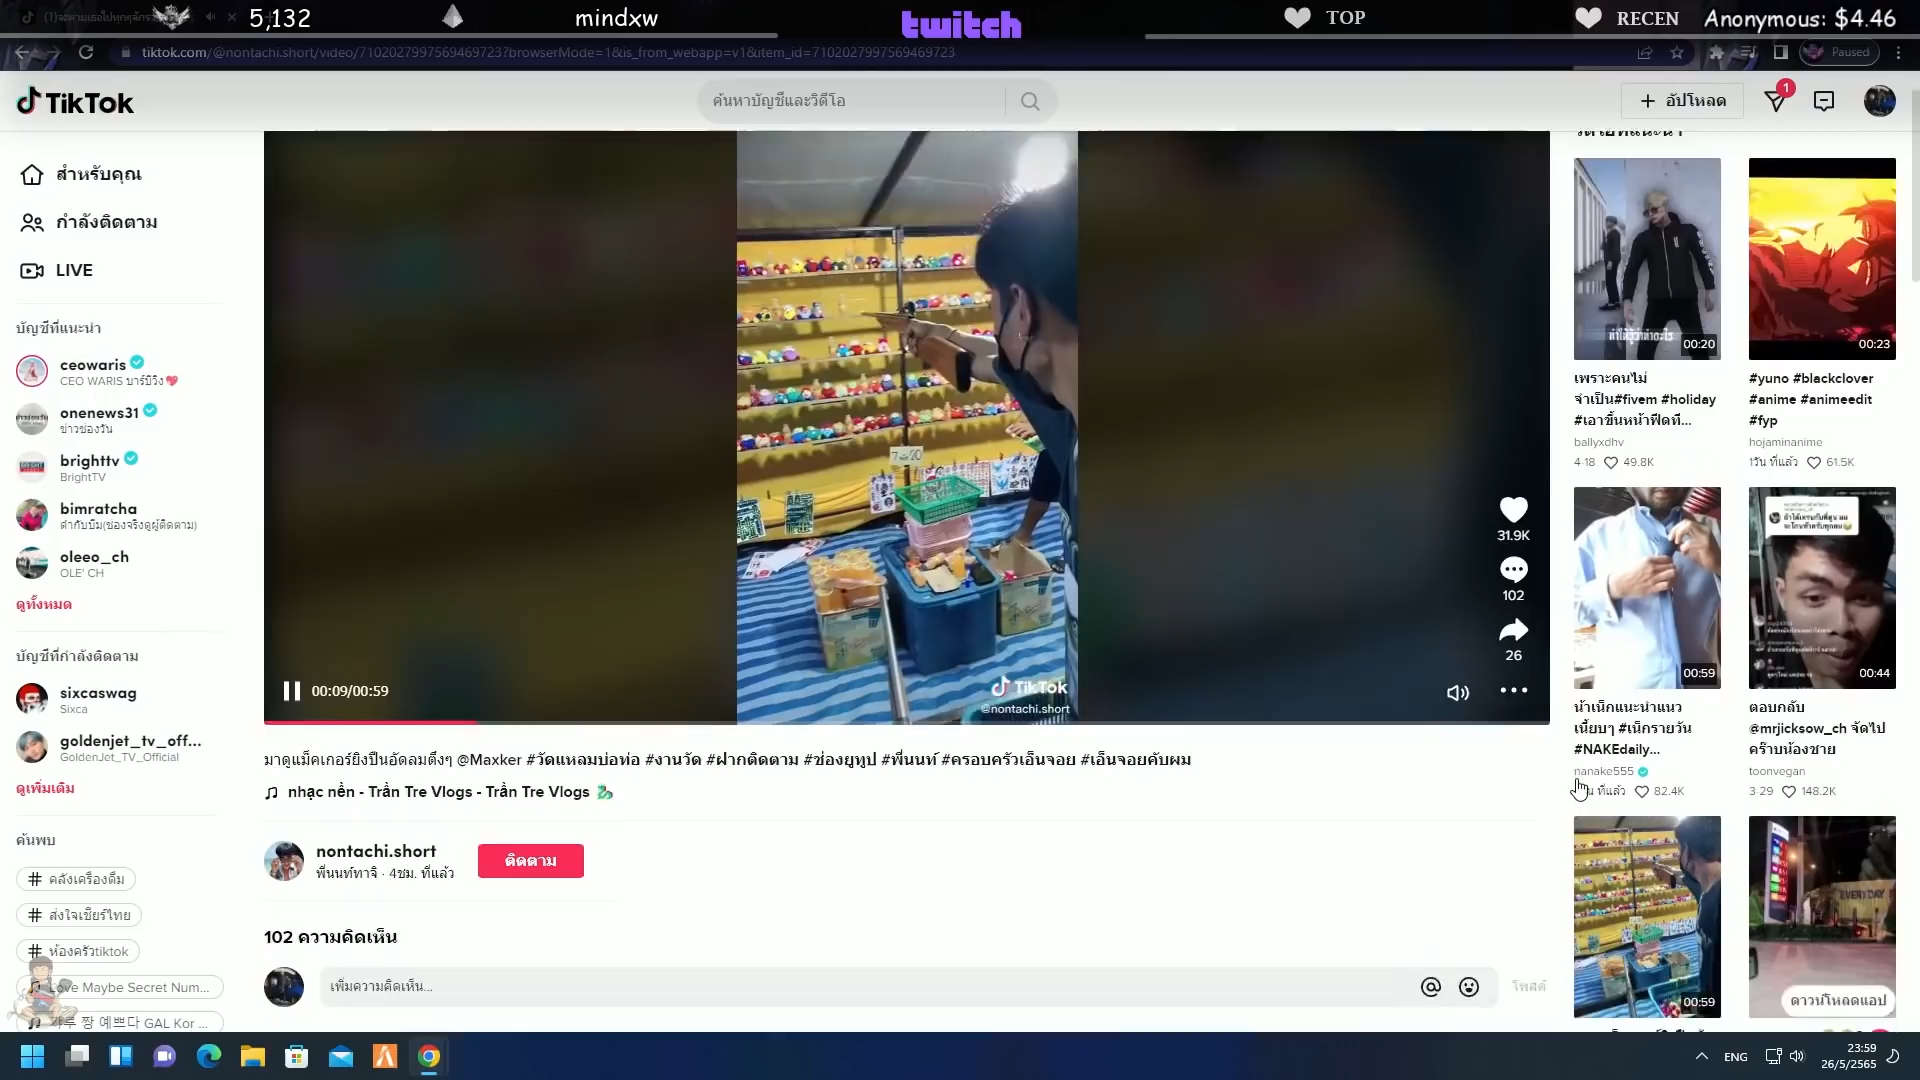 5,132
mindxw
twitch
TOP
RECEN
Anonymous: $4.46
tiktok.com/@nontachi.short/video/7102027997569469723?browserMode=1&is_from_webapp=v1&item_id=7102027997569469723
Paused
TikTok
ค้นหาบัญชีและวิดีโอ
อัปโหลด
1
สำหรับคุณ
กำลังติดตาม
LIVE
บัญชีที่แนะนำ
ceowaris
CEO WARIS บาร์บีวิ่ง💖
onenews31
ข่าวช่องวัน
brighttv
BrightTV
bimratcha
ตำกับบีม(ช่องจริงดูผู้ติดตาม)
oleeo_ch
OLE' CH
ดูทั้งหมด
บัญชีที่กำลังติดตาม
sixcaswag
Sixca
goldenjet_tv_off...
GoldenJet_TV_Official
ดูเพิ่มเติม
ค้นพบ
# คลังเครื่องดื่ม
# ส่งใจเชียร์ไทย
# ห้องครัวtiktok
Love Maybe Secret Num...
짱 예쁘다 GAL Kor ...
7 ลูก 20
31.9K
102
26
00:09/00:59
TikTok
@nontachi.short
มาดูแม็คเกอร์ยิงปืนอัดลมตึงๆ @Maxker #วัดแหลมบ่อท่อ #งานวัด #ฝากติดตาม #ช่องยูทูป #พี่นนท์ #ครอบครัวเอ็นจอย #เอ็นจอยคับผม
nhạc nền - Trần Tre Vlogs - Trần Tre Vlogs 🐉
nontachi.short
พี่นนท์ทาจิ · 4ชม. ที่แล้ว
ติดตาม
102 ความคิดเห็น
เพิ่มความคิดเห็น...
โพสต์
00:20
เพราะคนไม่
จำเป็น#fivem #holiday
#เอาขึ้นหน้าฟีดที...
ballyxdhv
4-18 49.8K
00:23
#yuno #blackclover
#anime #animeedit
#fyp
hojaminanime
1วัน ที่แล้ว 61.5K
00:59
น้าเน็กแนะนำแนว
เนี้ยบๆ #เน็กรายวัน
#NAKEdaily...
nanake555
ที่แล้ว 82.4K
00:44
ตอบกลับ
@mrjicksow_ch จัดไป
คร๊าบน้องชาย
toonvegan
3-29 148.2K
00:59
EVERYDAY
ดาวน์โหลดแอป
ENG
23:59
26/5/2565